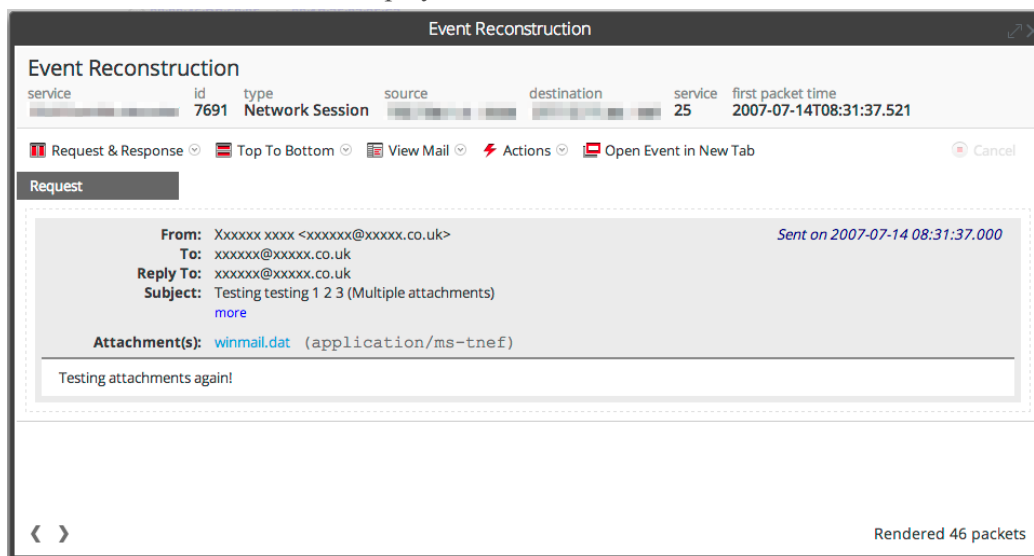 Event Reconstruction
Event Reconstruction
service id type source destination service first packet time
7691 Network Session 25 2007-07-14T08:31:37.521
Request & Response Top To Bottom View Mail Actions Open Event in New Tab Cancel
Request
From: Xxxxxx xxxx <xxxxxx@xxxxx.co.uk> Sent on 2007-07-14 08:31:37.000
To: xxxxxx@xxxxx.co.uk
Reply To: xxxxxx@xxxxx.co.uk
Subject: Testing testing 1 2 3 (Multiple attachments)
more
Attachment(s): winmail.dat (application/ms-tnef)
Testing attachments again!
Rendered 46 packets